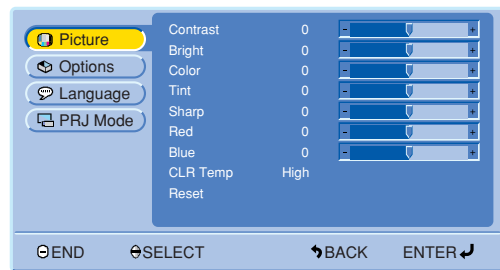 Picture
Options
Language
PRJ Mode
Contrast 0 - +
Bright 0 - +
Color 0 - +
Tint 0 - +
Sharp 0 - +
Red 0 - +
Blue 0 - +
CLR Temp High
Reset
END SELECT BACK ENTER